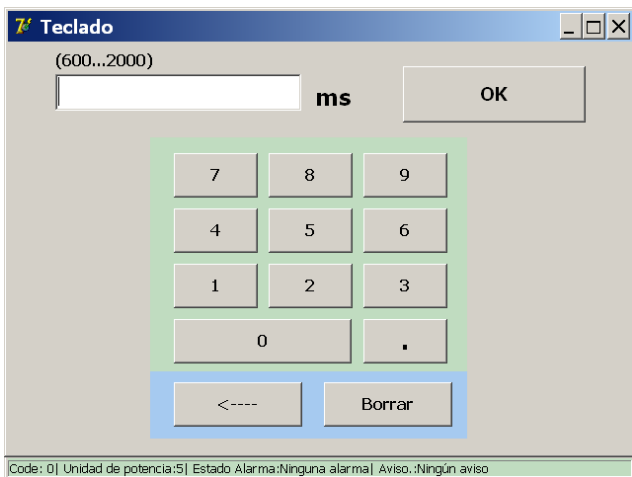 Teclado
(600...2000)
ms
OK
7 8 9
4 5 6
1 2 3
0 .
<---- Borrar
Code: 0| Unidad de potencia:5| Estado Alarma:Ninguna alarma| Aviso.:Ningún aviso